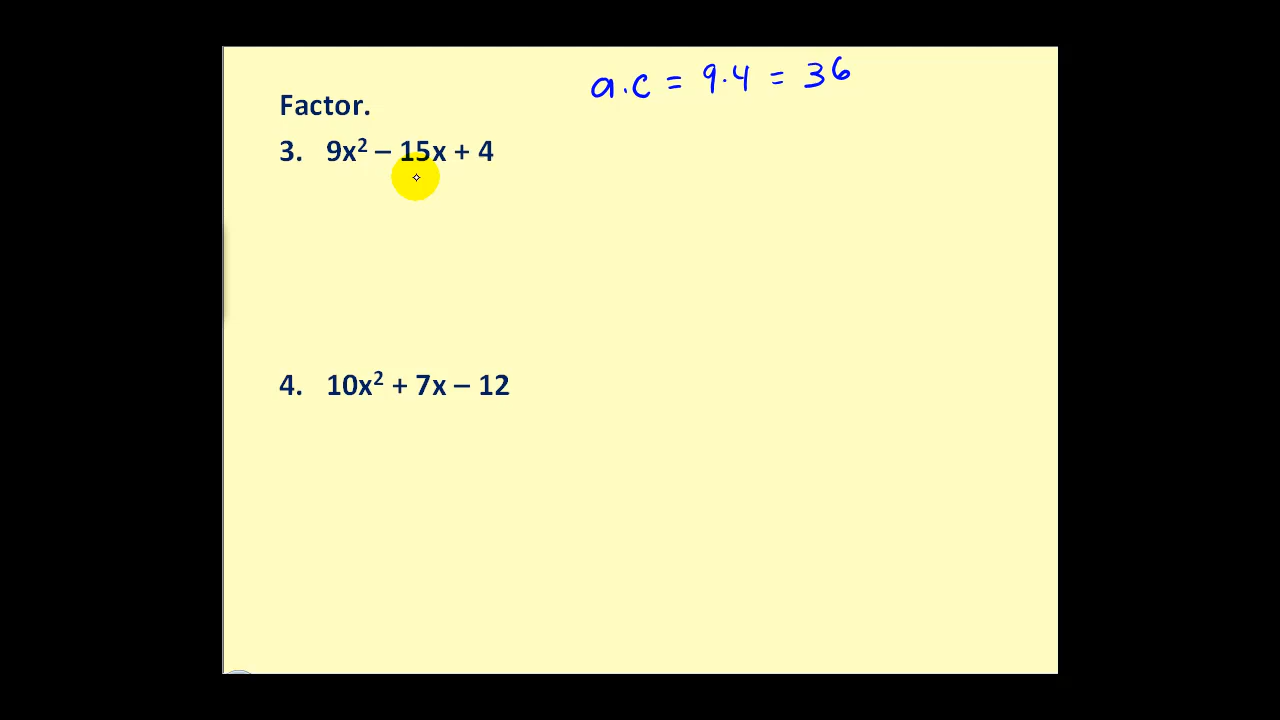 a·c = 9·4 = 36
Factor.
3. 9x² – 15x + 4
4. 10x² + 7x – 12